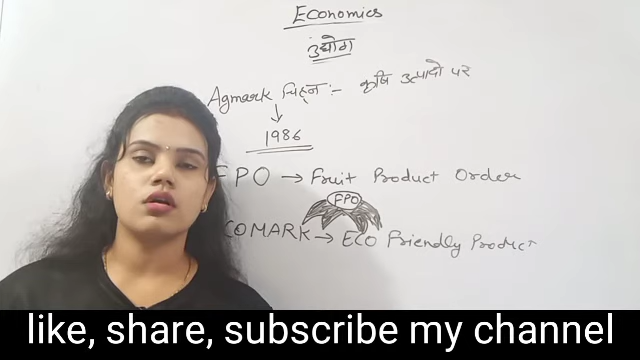 Economics
उद्योग
Agmark चिह्न :- कृषि उत्पादों पर
1986
FPO → Fruit Product Order
FPO
COMARK → ECO Friendly Product
like, share, subscribe my channel